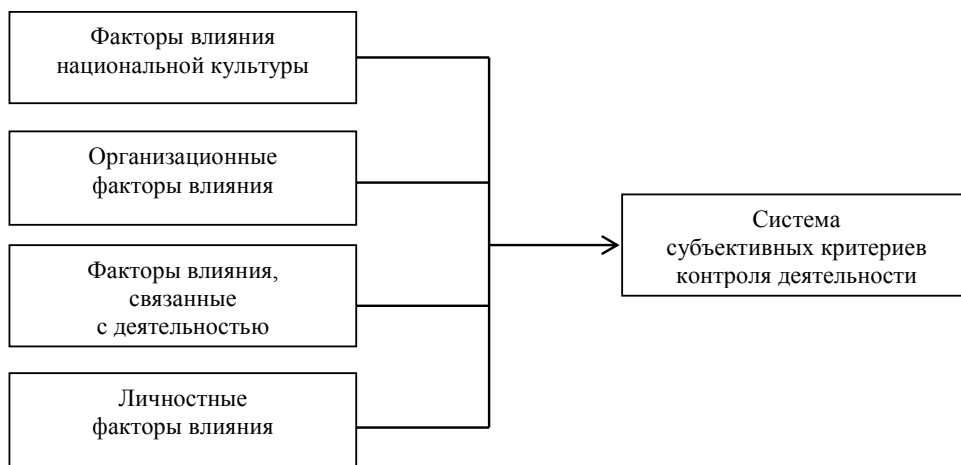 Факторы влияния
национальной культуры
Организационные
факторы влияния
Факторы влияния,
связанные
с деятельностью
Личностные
факторы влияния
Система
субъективных критериев
контроля деятельности